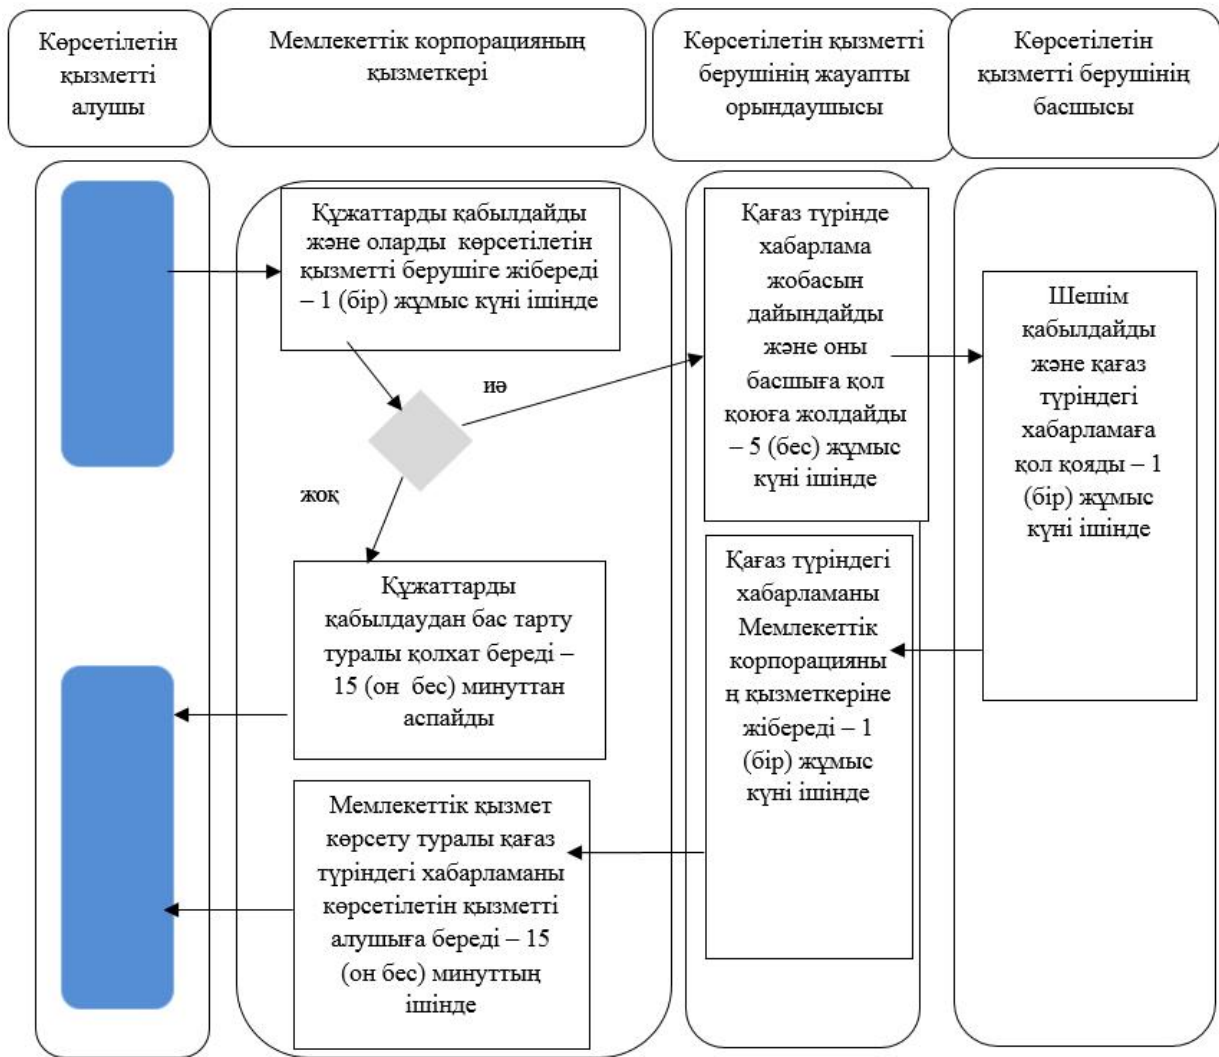 Көрсетілетін
қызметті
алушы
Мемлекеттік корпорацияның
қызметкері
Көрсетілетін қызметті
берушінің жауапты
орындаушысы
Көрсетілетін
қызметті берушінің
басшысы
Құжаттарды қабылдайды
және оларды көрсетілетін
қызметті берушіге жібереді
– 1 (бір) жұмыс күні ішінде
иә
жоқ
Құжаттарды
қабылдаудан бас тарту
туралы қолхат береді –
15 (он бес) минуттан
аспайды
Мемлекеттік қызмет
көрсету туралы қағаз
түріндегі хабарламаны
көрсетілетін қызметті
алушыға береді – 15
(он бес) минуттың
ішінде
Қағаз түрінде
хабарлама
жобасын
дайындайды
және оны
басшыға қол
қоюға жолдайды
– 5 (бес) жұмыс
күні ішінде
Қағаз түріндегі
хабарламаны
Мемлекеттік
корпорацияны
ң қызметкеріне
жібереді – 1
(бір) жұмыс
күні ішінде
Шешім
қабылдайды
және қағаз
түріндегі
хабарламаға
қол қояды – 1
(бір) жұмыс
күні ішінде